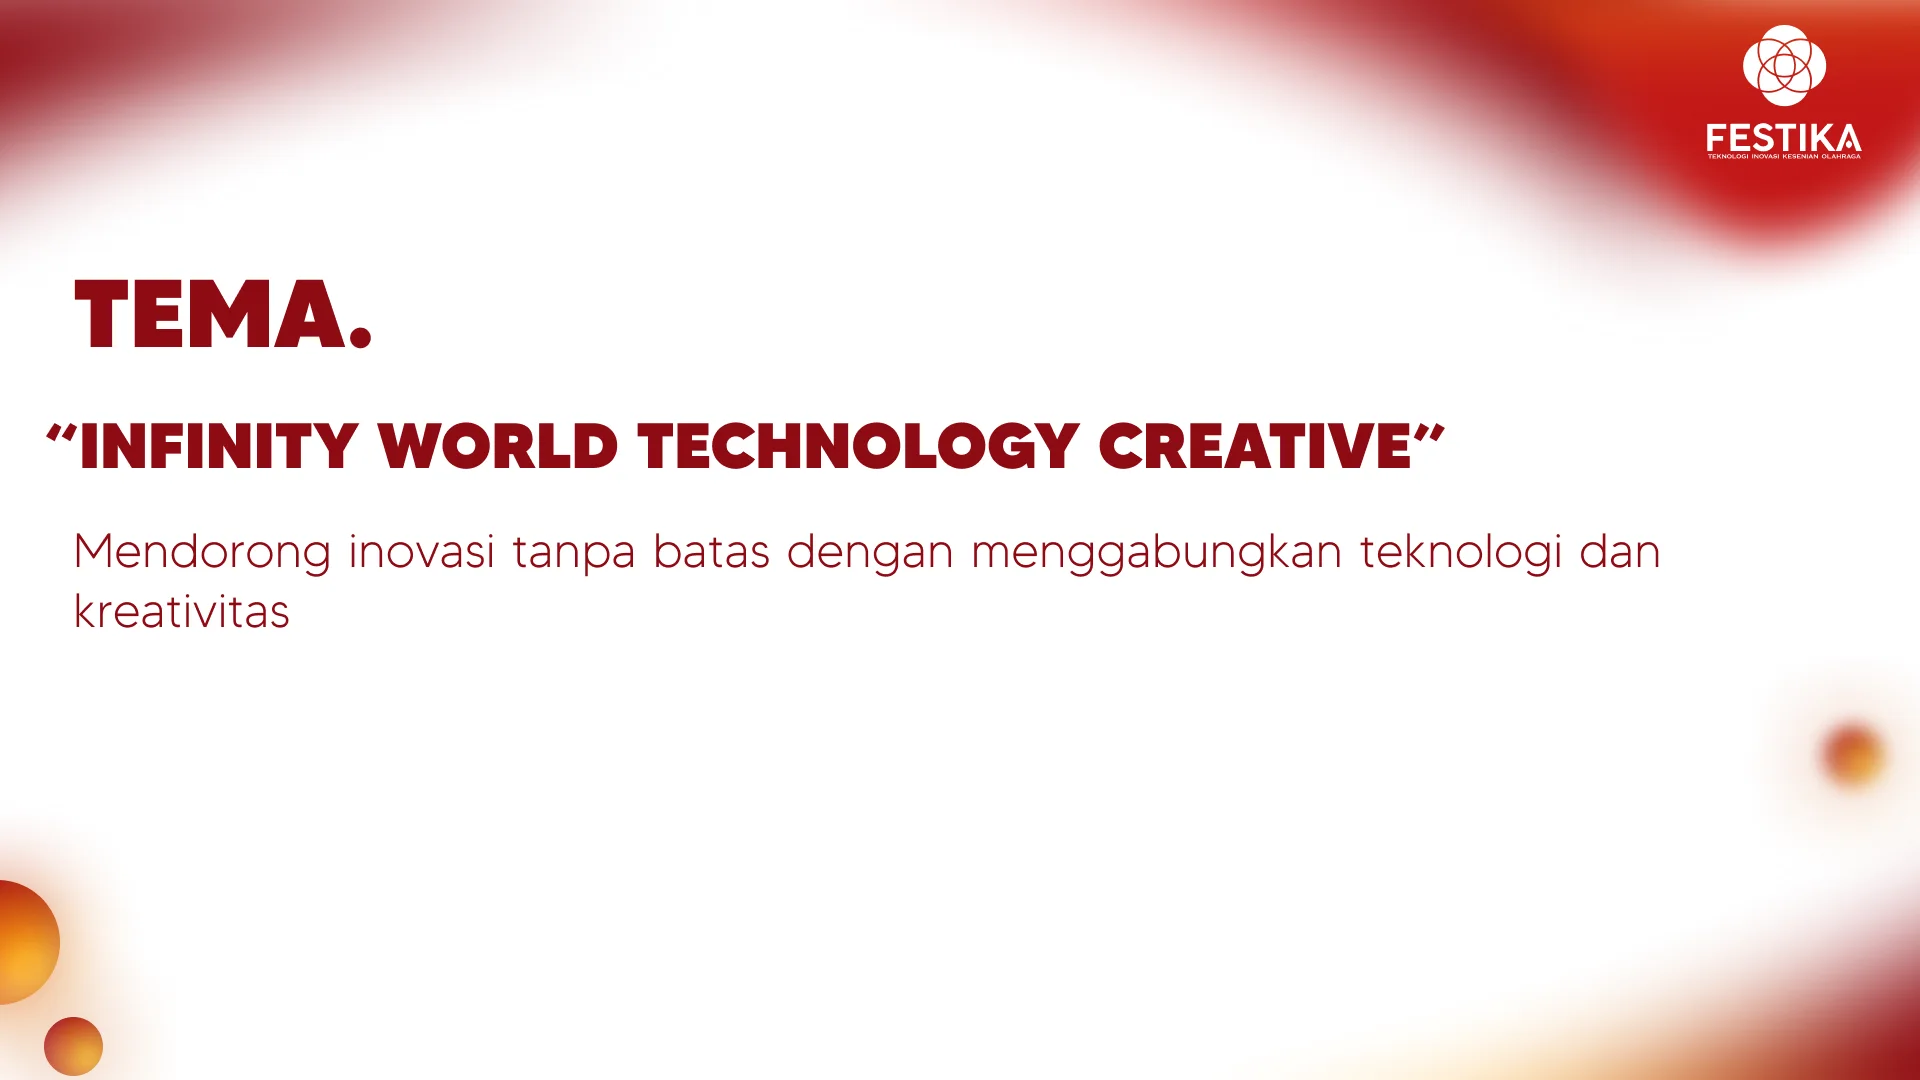 FESTIKA
TEKNOLOGI INOVASI KESENIAN OLAHRAGA
TEMA.
“INFINITY WORLD TECHNOLOGY CREATIVE”
Mendorong inovasi tanpa batas dengan menggabungkan teknologi dan
kreativitas